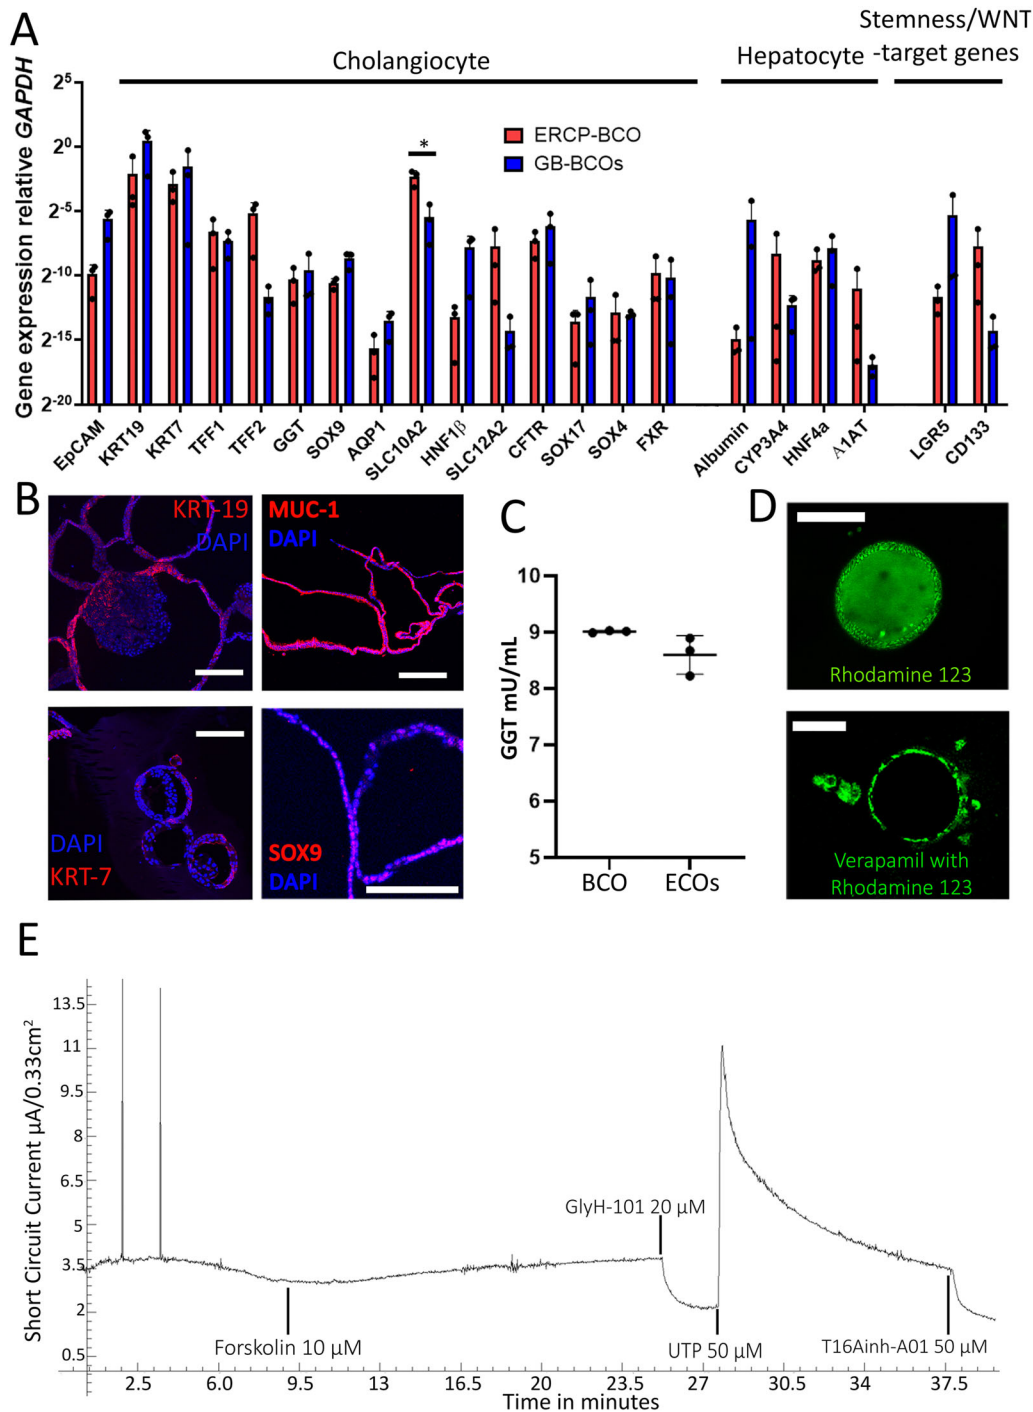 A
Stemness/WNT
-target genes
Cholangiocyte
Hepatocyte
Gene expression relative GAPDH
2^5
2^0
2^-5
2^-10
2^-15
2^-20
*
ERCP-BCO
GB-BCOs
EpCAM
KRT19
KRT7
TFF1
TFF2
GGT
SOX9
AQP1
SLC10A2
HNF1β
SLC12A2
CFTR
SOX17
SOX4
FXR
Albumin
CYP3A4
HNF4a
A1AT
LGR5
CD133
B
KRT-19
DAPI
MUC-1
DAPI
DAPI
KRT-7
SOX9
DAPI
C
GGT mU/mL
10
9
8
7
6
5
BCO
ECOs
D
Rhodamine 123
Verapamil with
Rhodamine 123
E
Short Circuit Current µA/0.33cm²
13.5
11
9.5
8
6.5
5
3.5
2
0.5
Forskolin 10 µM
GlyH-101 20 µM
UTP 50 µM
T16Ainh-A01 50 µM
2.5
6.0
9.5
13
16.5
20
23.5
27
30.5
34
37.5
Time in minutes